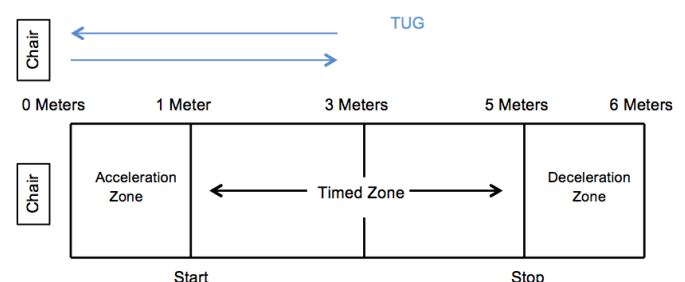 TUG
Chair
0 Meters 1 Meter 3 Meters 5 Meters 6 Meters
Acceleration
Zone
Timed Zone
Deceleration
Zone
Chair
Start Stop